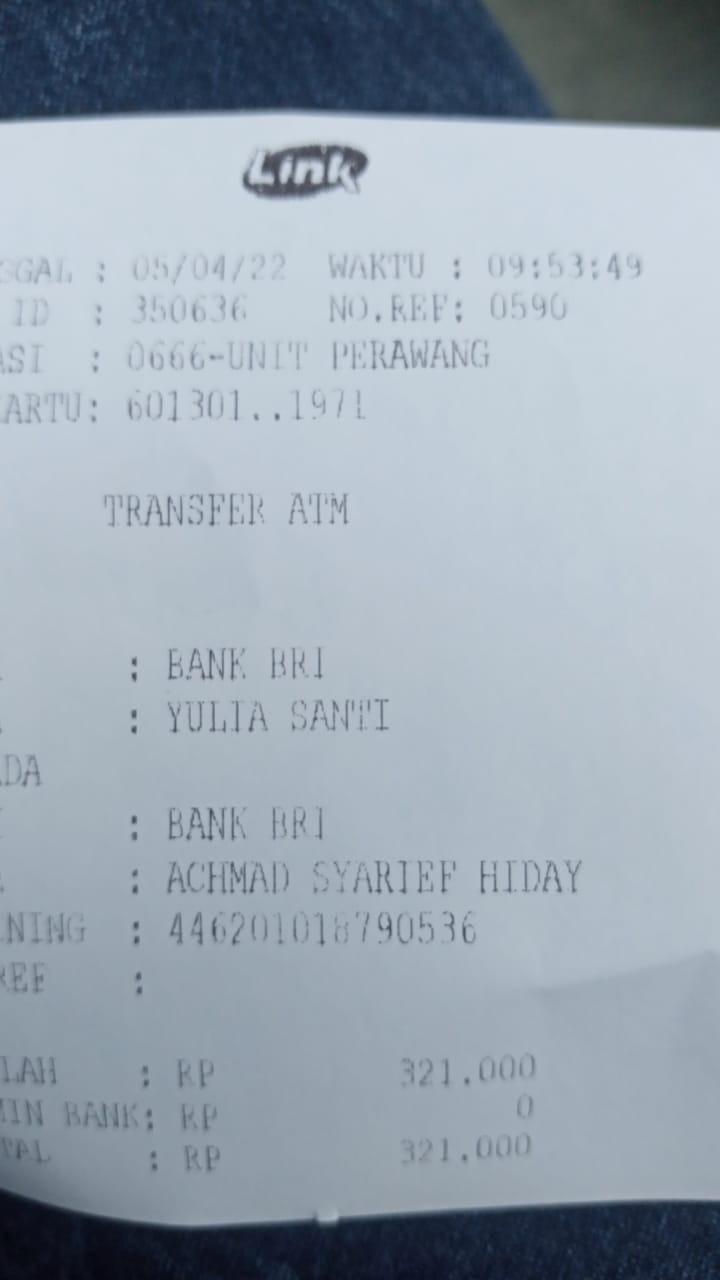 Link
GGAL : 05/04/22 WAKTU : 09:53:49
ID : 350636 NO.REF: 0590
ASI : 0666-UNIT PERAWANG
ARTU: 601301..1971
TRANSFER ATM
: BANK BRI
: YULIA SANTI
ADA
: BANK BRI
: ACHMAD SYARIEF HIDAY
NING : 446201018790536
REF :
LAH : RP 321.000
MIN BANK: RP 0
TAL : RP 321.000